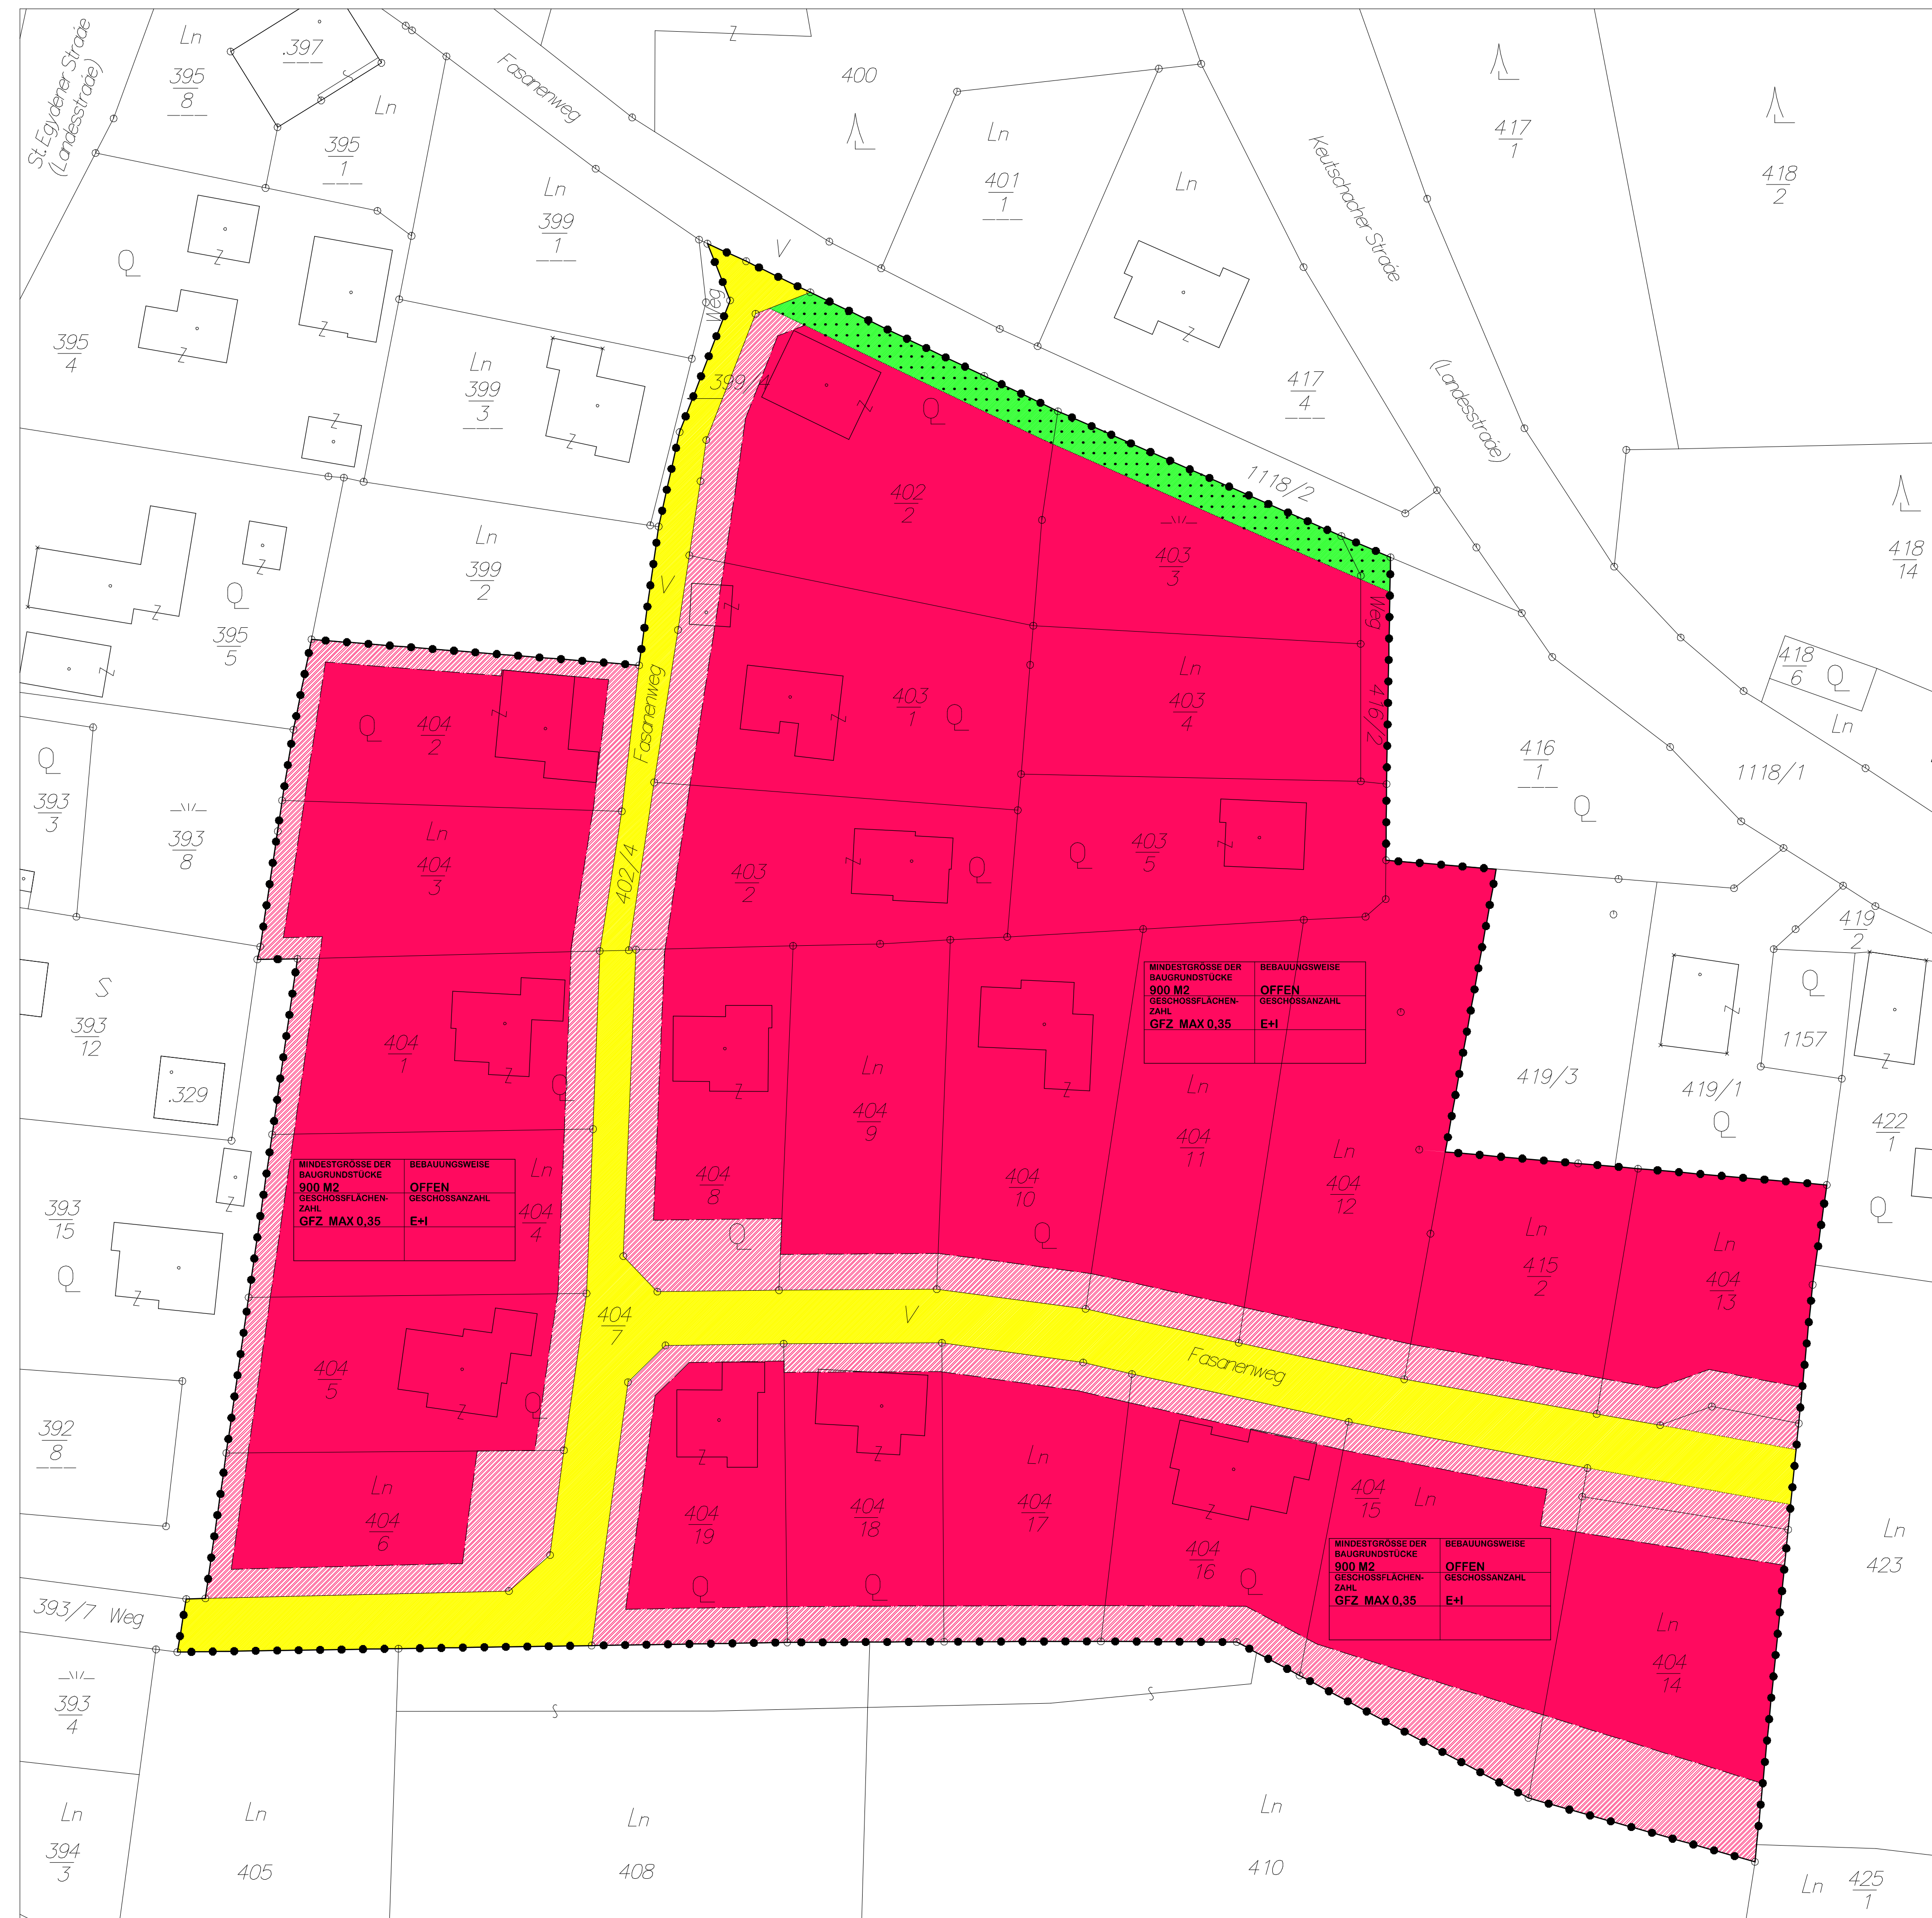 St.Egydener Straße
(Landesstraße)
Ln
395
8
.397
Ln
395
1
Fasanenweg
400
Ln
401
1
Ln
Keutschacher Straße
(Landesstraße)
417
1
418
2
Ln
399
1
V
Weg
395
4
Ln
399
3
399/4
417
4
1118/2
402
2
403
3
418
14
Ln
399
2
V
395
5
Weg
416/2
Ln
403
4
403
1
418
6
Ln
416
1
1118/1
404
2
Fasanenweg
393
3
393
8
Ln
404
3
402/4
403
2
403
5
419
2
MINDESTGRÖSSE DER BAUGRUNDSTÜCKE
900 M2
BEBAUUNGSWEISE
OFFEN
GESCHOSSFLÄCHEN-ZAHL
GFZ MAX 0,35
GESCHOSSANZAHL
E+I
393
12
.329
404
1
Ln
404
9
Ln
404
11
419/3
419/1
1157
422
1
MINDESTGRÖSSE DER BAUGRUNDSTÜCKE
900 M2
BEBAUUNGSWEISE
OFFEN
GESCHOSSFLÄCHEN-ZAHL
GFZ MAX 0,35
GESCHOSSANZAHL
E+I
Ln
404
4
393
15
404
8
404
10
Ln
404
12
Ln
415
2
Ln
404
13
404
7
V
Fasanenweg
404
5
392
8
Ln
404
6
404
19
404
18
Ln
404
17
404
16
404
15
Ln
Ln
423
MINDESTGRÖSSE DER BAUGRUNDSTÜCKE
900 M2
BEBAUUNGSWEISE
OFFEN
GESCHOSSFLÄCHEN-ZAHL
GFZ MAX 0,35
GESCHOSSANZAHL
E+I
Ln
404
14
393/7 Weg
393
4
Ln
394
3
Ln
405
Ln
408
Ln
410
Ln
425
1